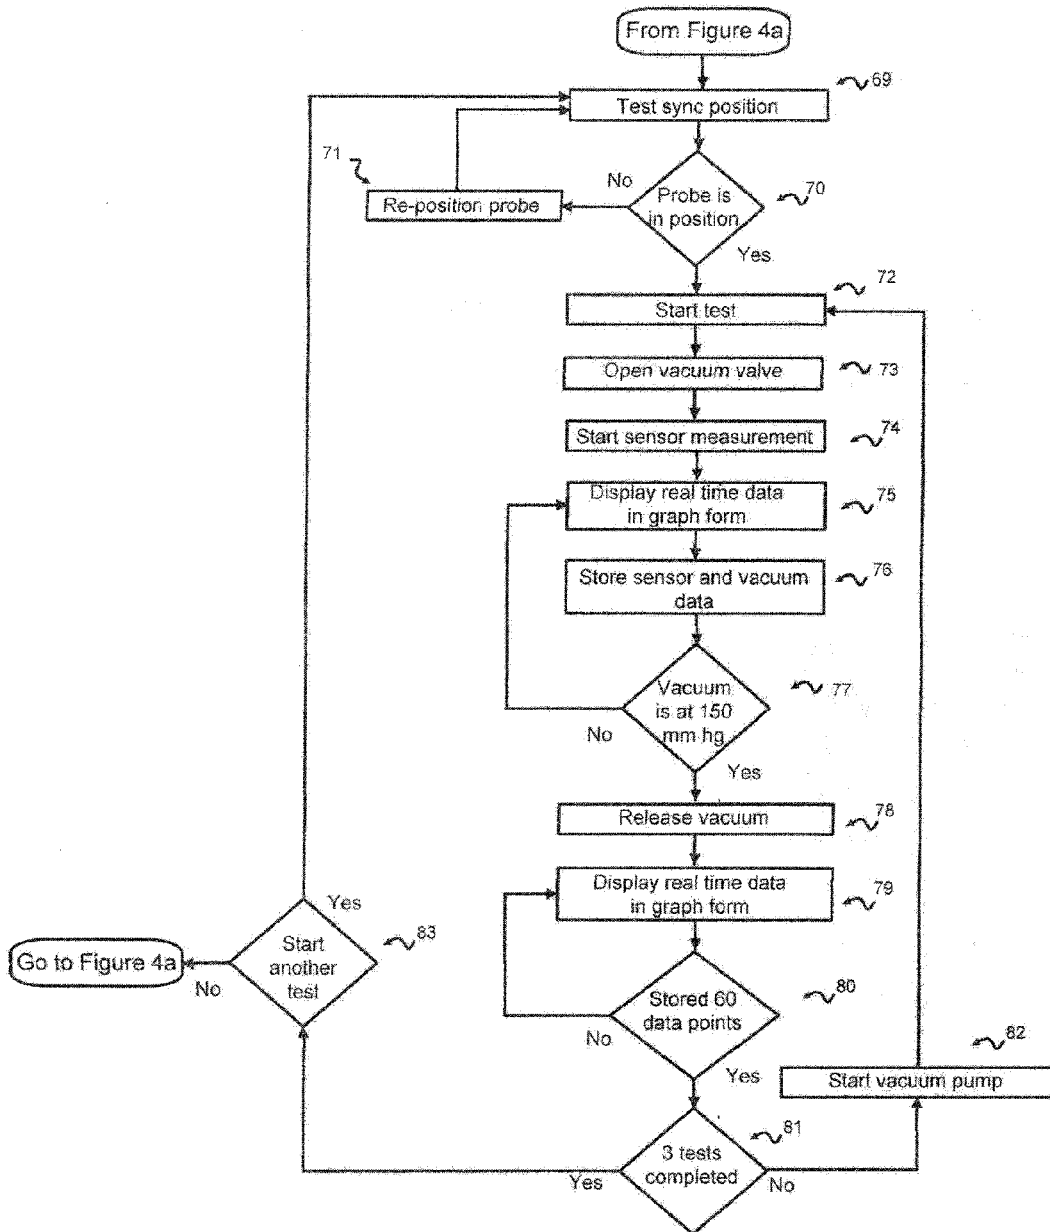 From Figure 4a
69
Test sync position
71
No
70
Probe is
in position
Re-position probe
Yes
72
Start test
73
Open vacuum valve
74
Start sensor measurement
75
Display real time data
in graph form
76
Store sensor and vacuum
data
77
Vacuum
is at 150
mm hg
No
Yes
78
Release vacuum
79
Display real time data
in graph form
Yes
83
Start
another
test
Go to Figure 4a
No
80
Stored 60
data points
No
Yes
82
Start vacuum pump
81
3 tests
completed
Yes
No